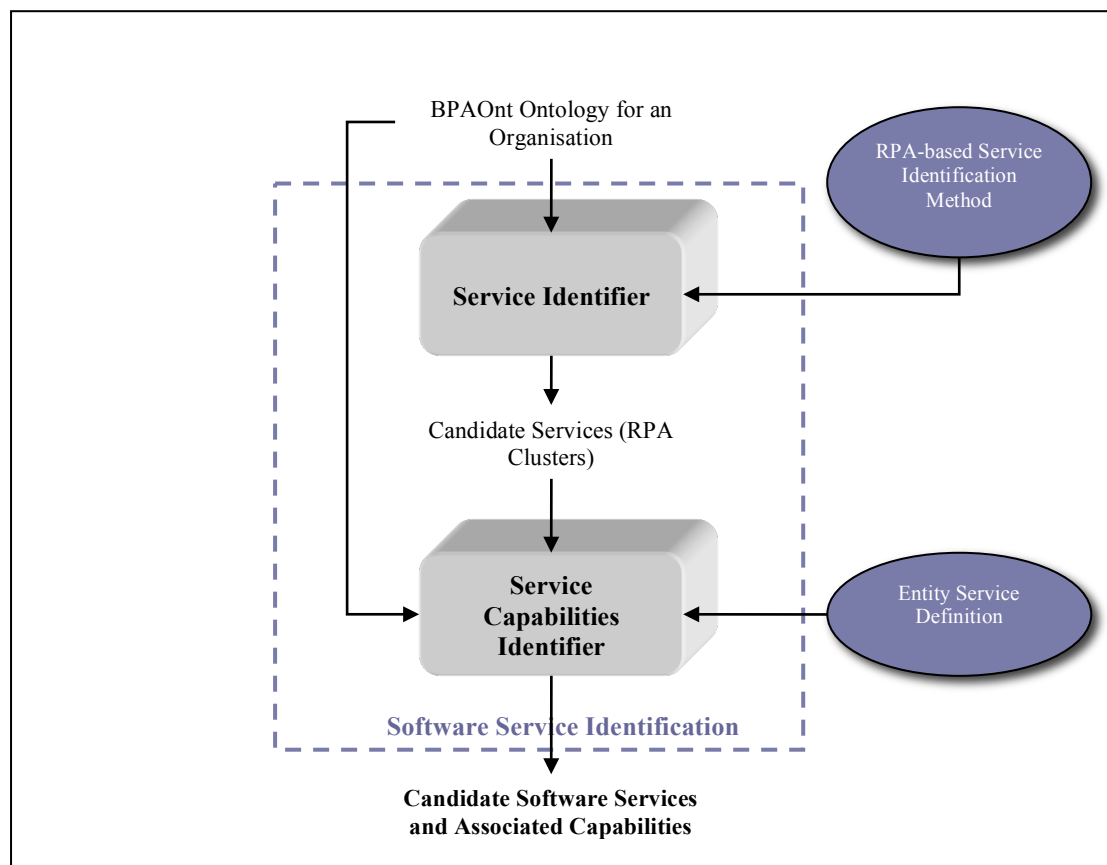 BPAOnt Ontology for an
Organisation
RPA-based Service
Identification
Method
Service Identifier
Candidate Services (RPA
Clusters)
Service
Capabilities
Identifier
Entity Service
Definition
Software Service Identification
Candidate Software Services
and Associated Capabilities